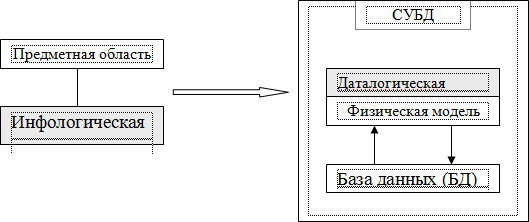 Предметная область
Инфологическая
СУБД
Даталогическая
Физическая модель
База данных (БД)